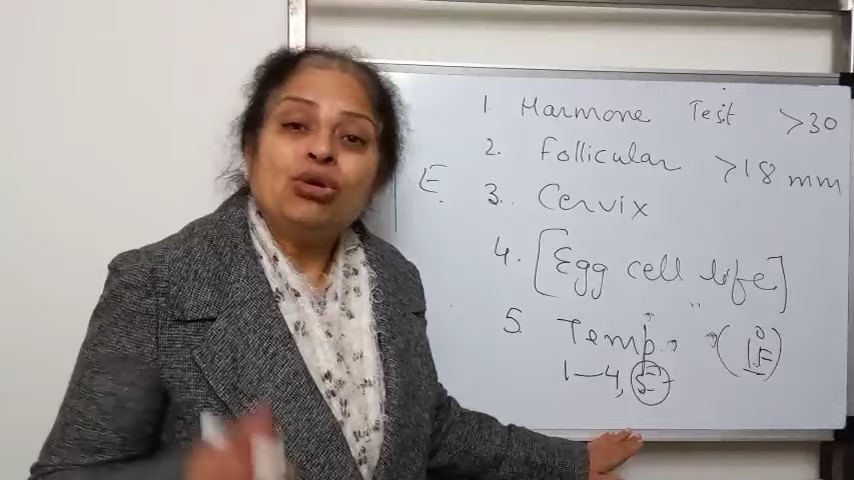 1. Harmone Test >30
2. Follicular >18 mm
E. 3. Cervix
4. [Egg cell life]
5. Temp.
1-4, 5